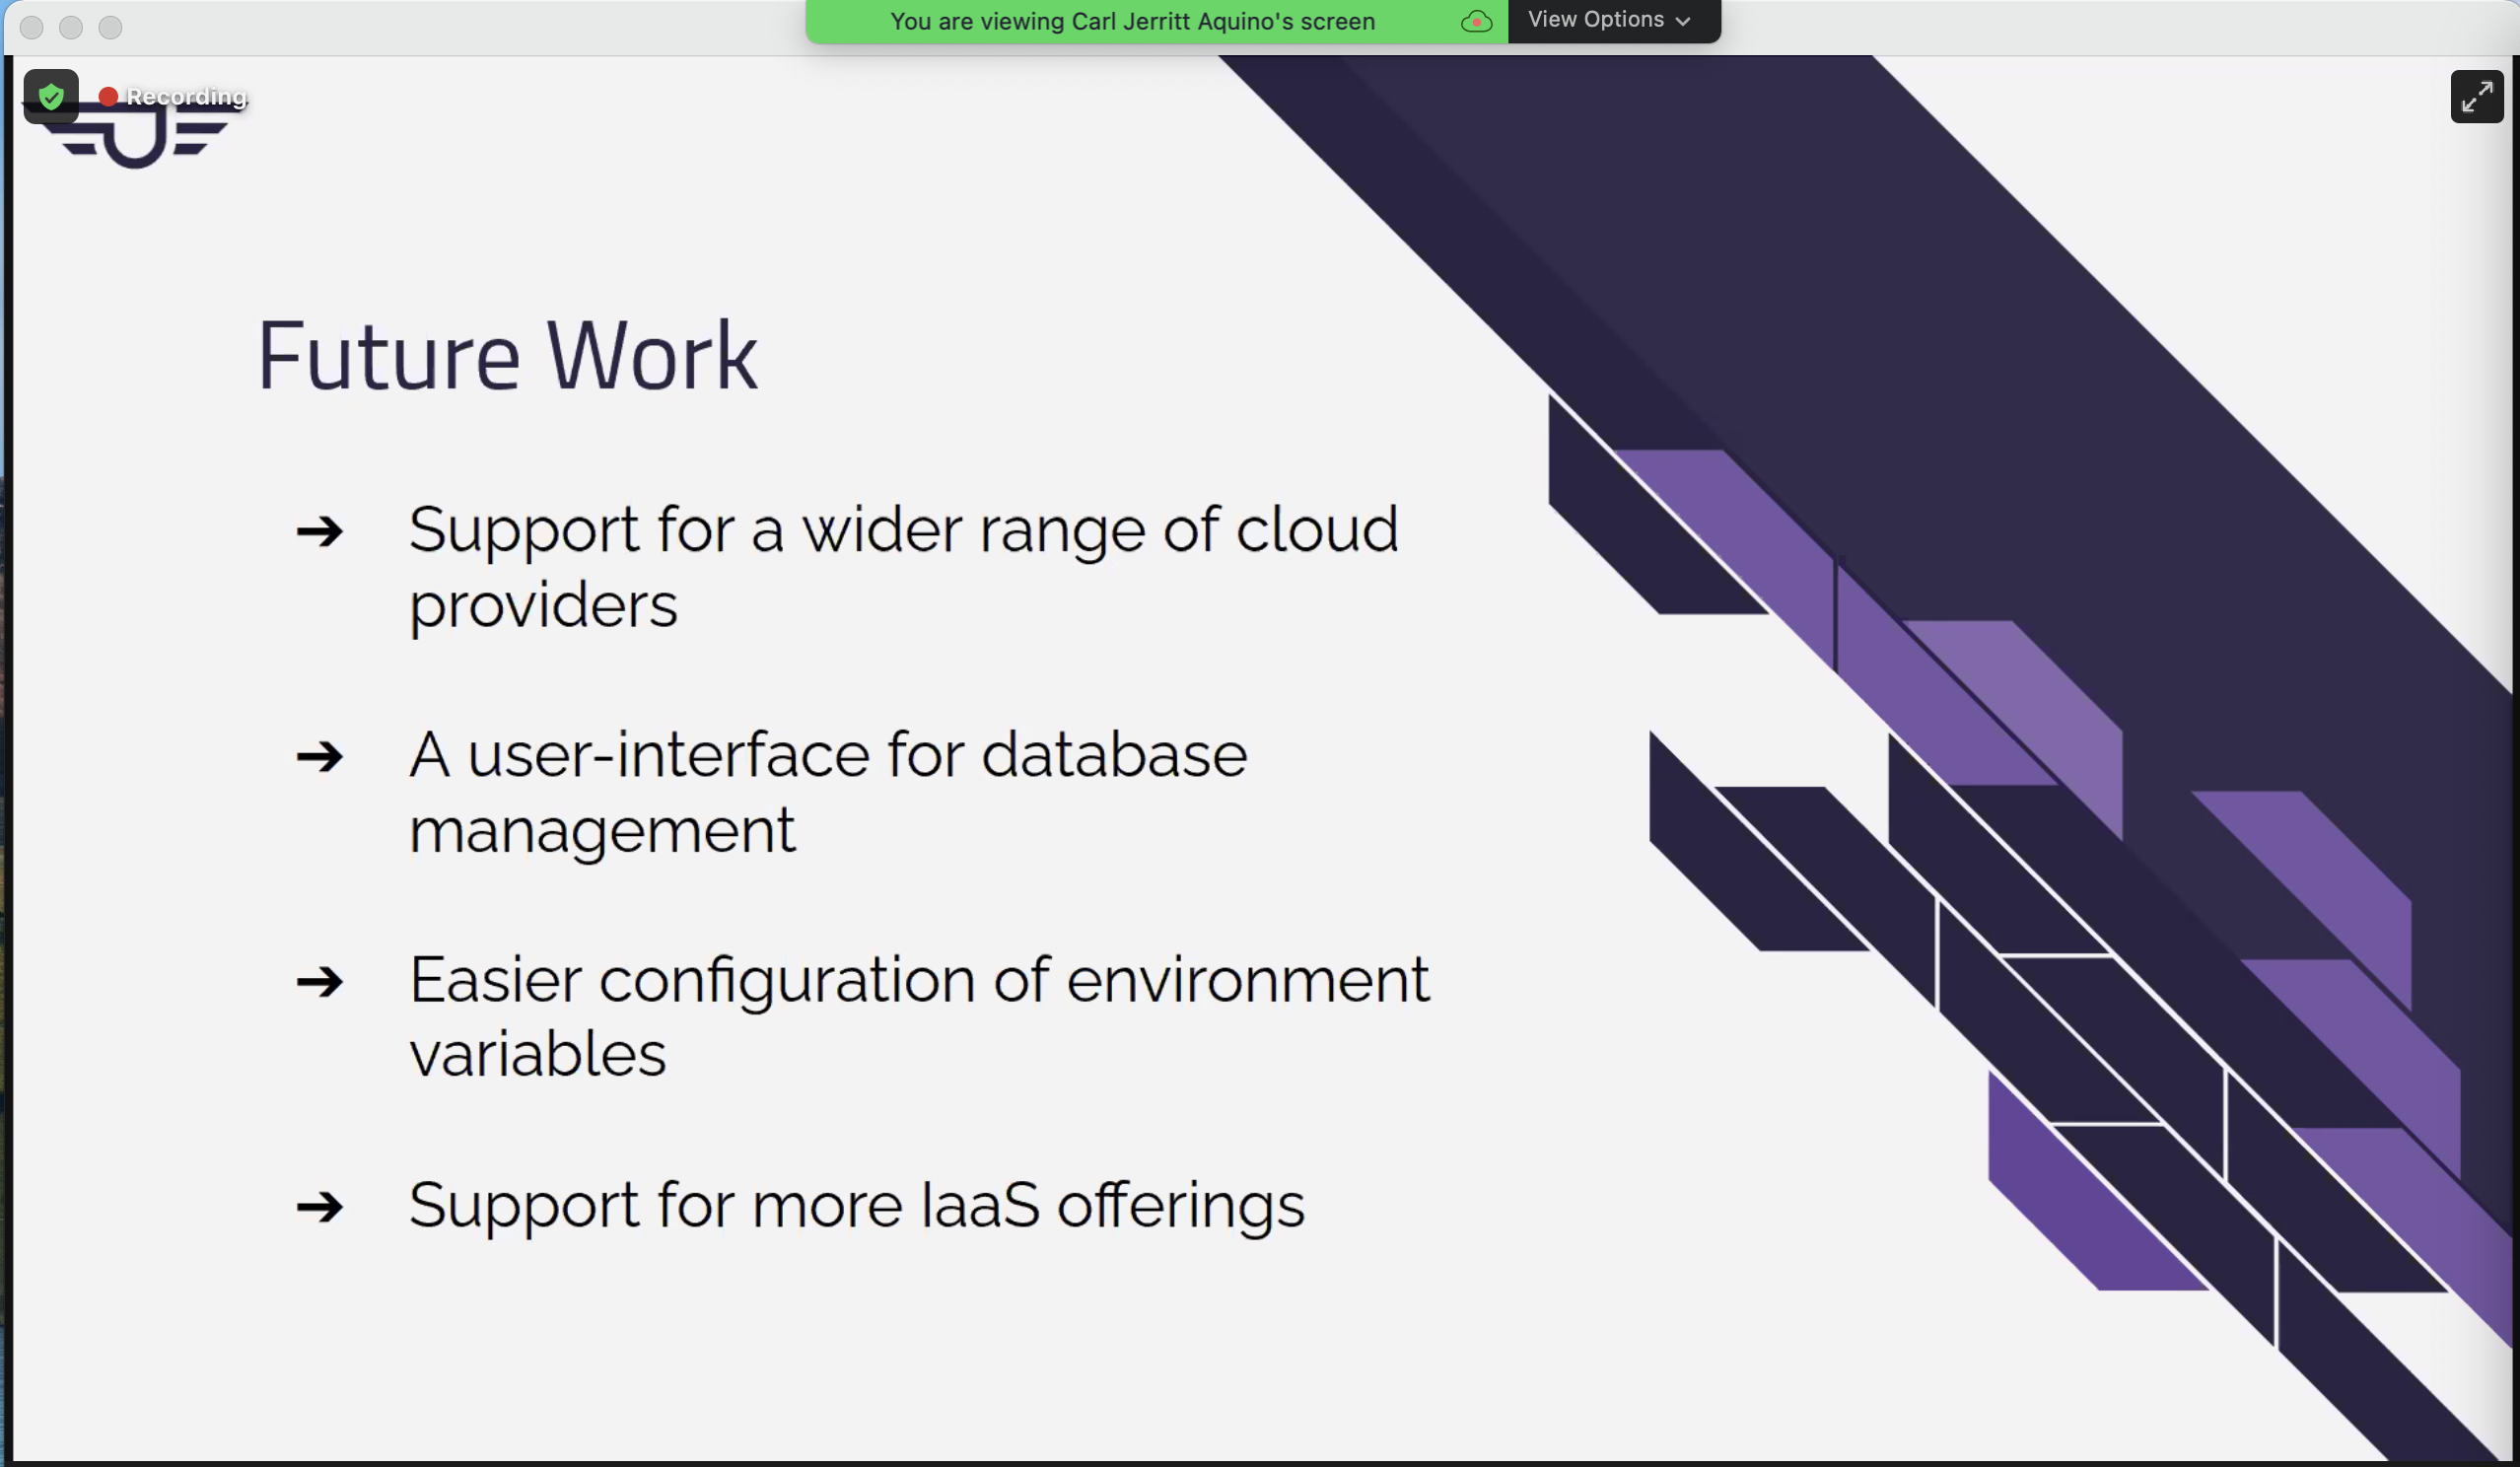 You are viewing Carl Jerritt Aquino's screen
View Options
Recording
Future Work
➔ Support for a wider range of cloud
providers
➔ A user-interface for database
management
➔ Easier configuration of environment
variables
➔ Support for more IaaS offerings